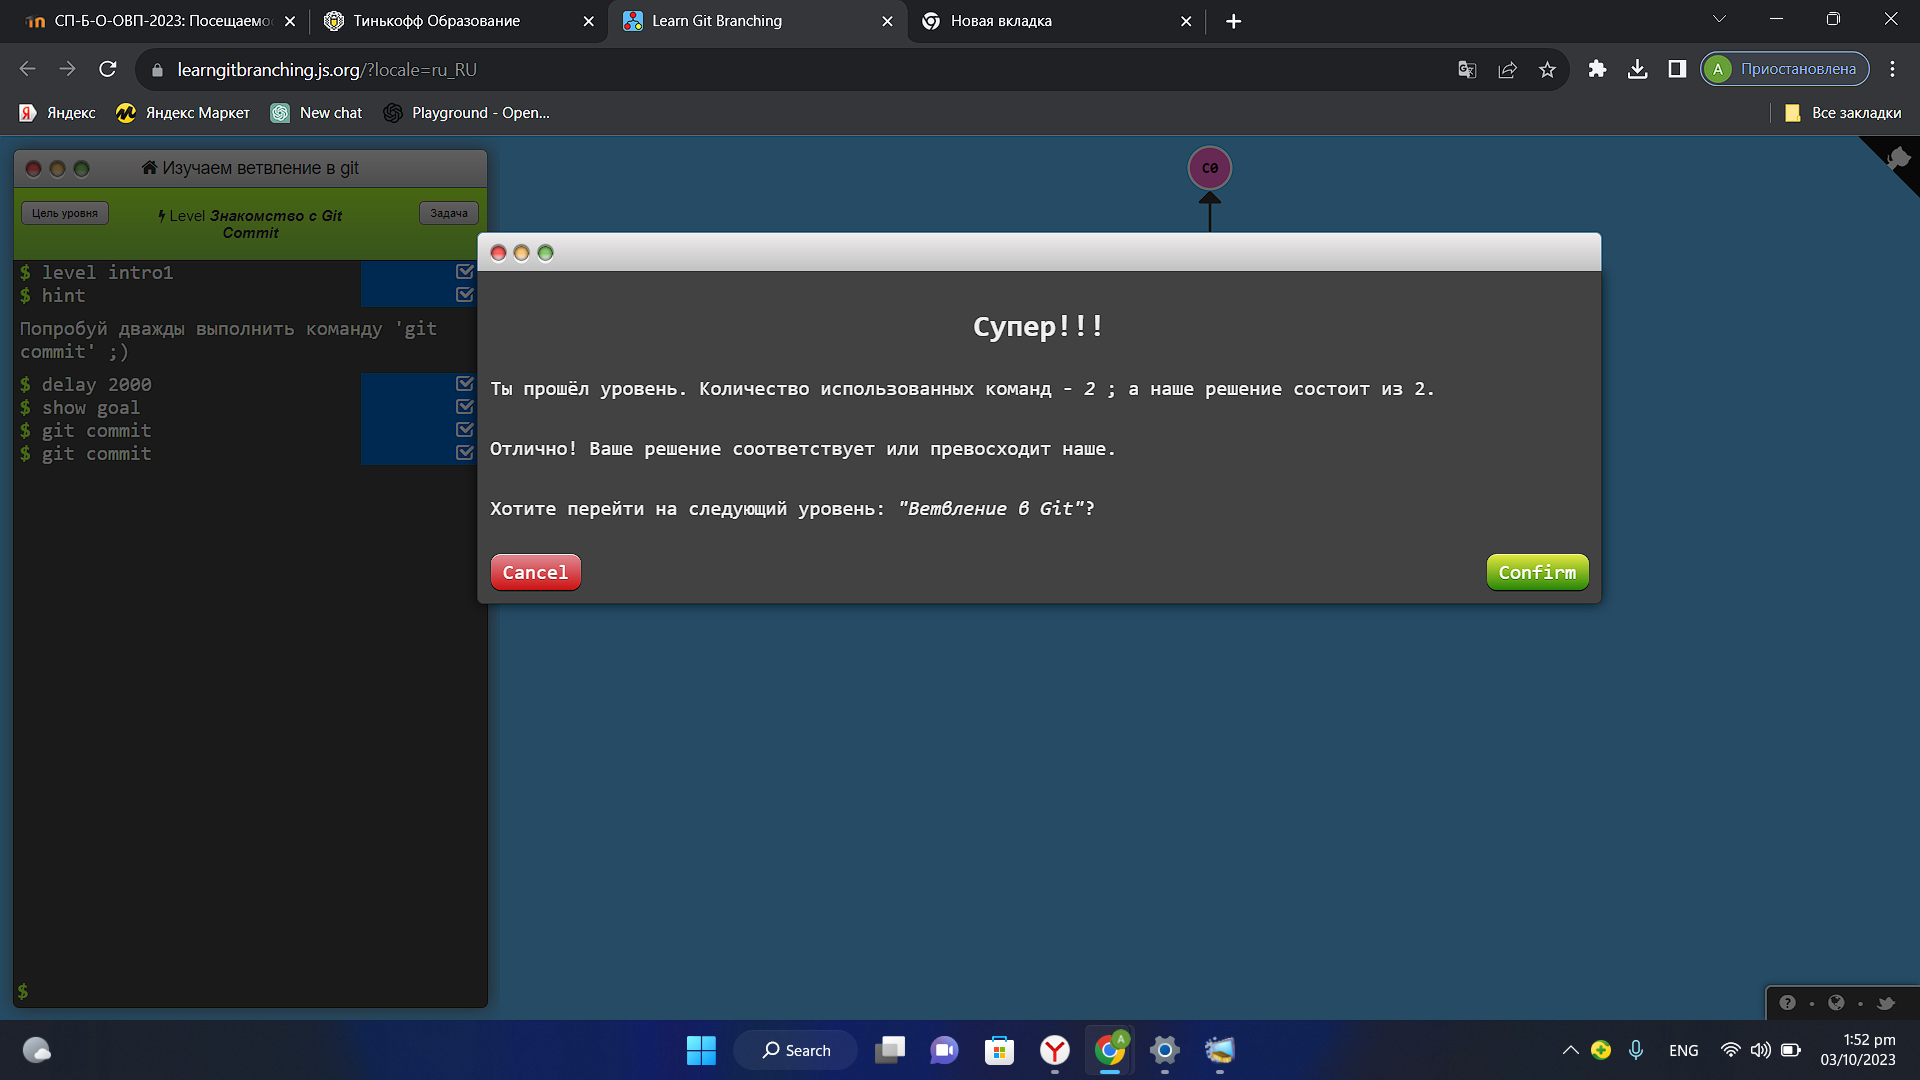 СП-Б-О-ОВП-2023: Посещаемо
Тинькофф Образование
Learn Git Branching
Новая вкладка
learngitbranching.js.org/?locale=ru_RU
A Приостановлена
Яндекс
Яндекс Маркет
New chat
Playground - Open...
Все закладки
Изучаем ветвление в git
Цель уровня
Level Знакомство с Git
Commit
Задача
$ level intro1
$ hint
Попробуй дважды выполнить команду 'git
commit' ;)
$ delay 2000
$ show goal
$ git commit
$ git commit
$
C0
Супер!!!
Ты прошёл уровень. Количество использованных команд - 2 ; а наше решение состоит из 2.
Отлично! Ваше решение соответствует или превосходит наше.
Хотите перейти на следующий уровень: "Ветвление в Git"?
Cancel
Confirm
Search
ENG
1:52 pm
03/10/2023